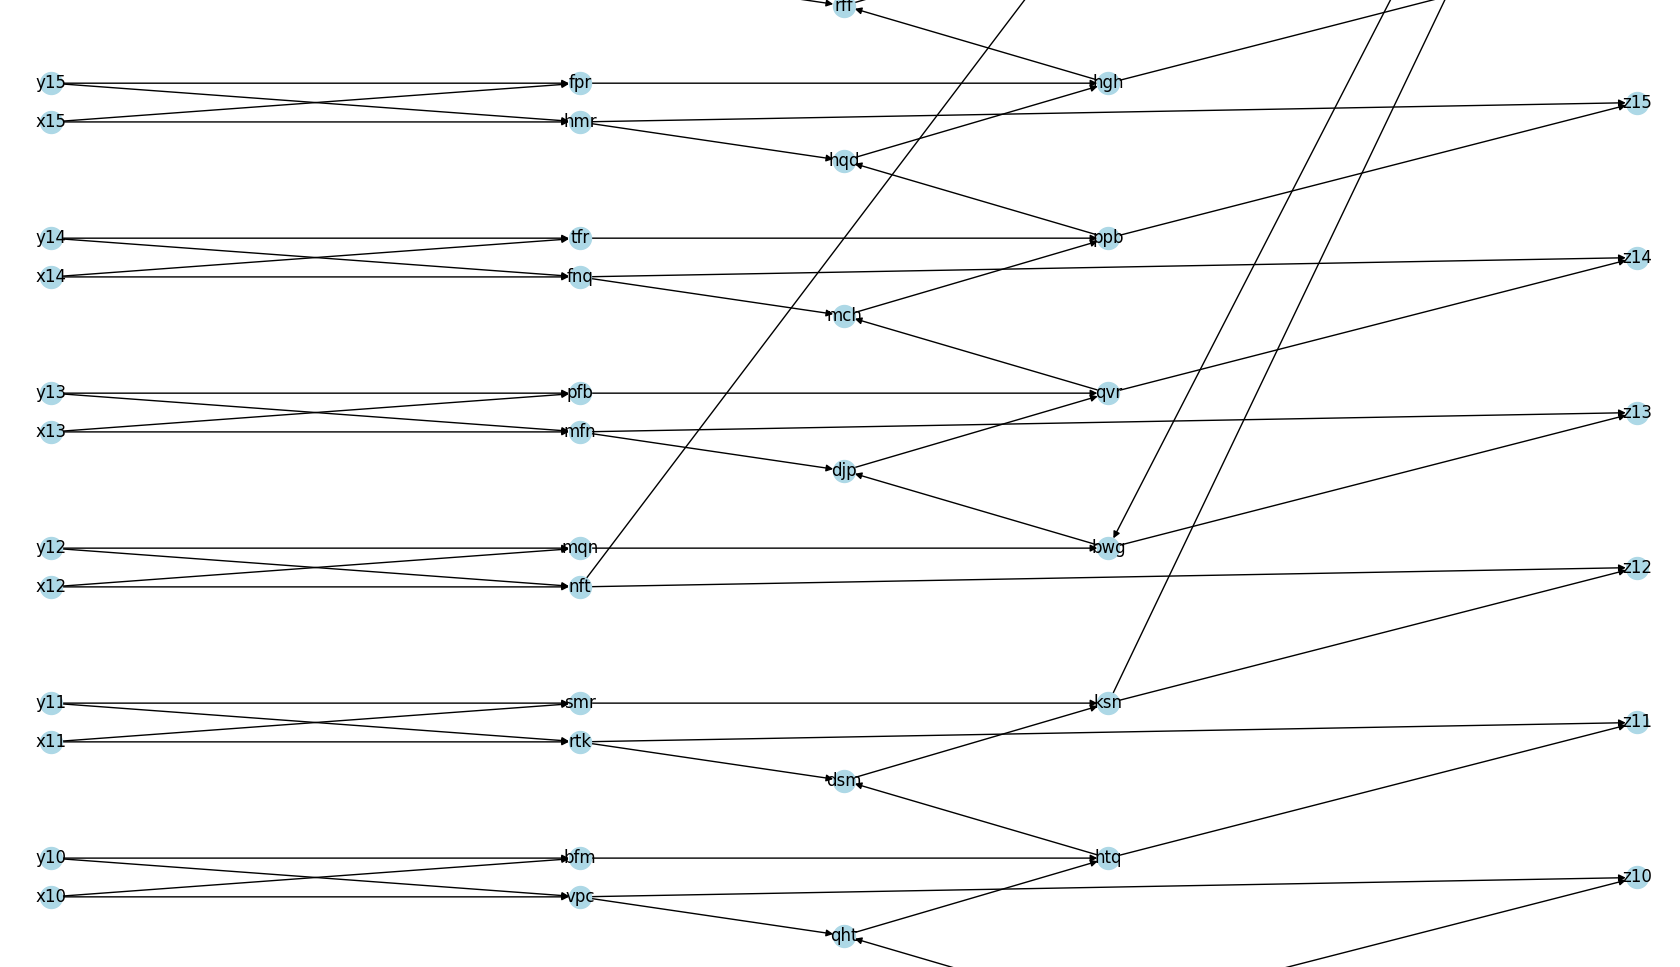 rff
y15 fpr hgh
z15
x15 hmr
hqd
y14 tfr ppb
z14
x14 fnq
mch
y13 pfb qvr
z13
x13 mfn
djp
y12 mqn bwg
z12
x12 nft
y11 smr ksn
z11
x11 rtk
dsm
y10 bfm htq
z10
x10 vpc
qht